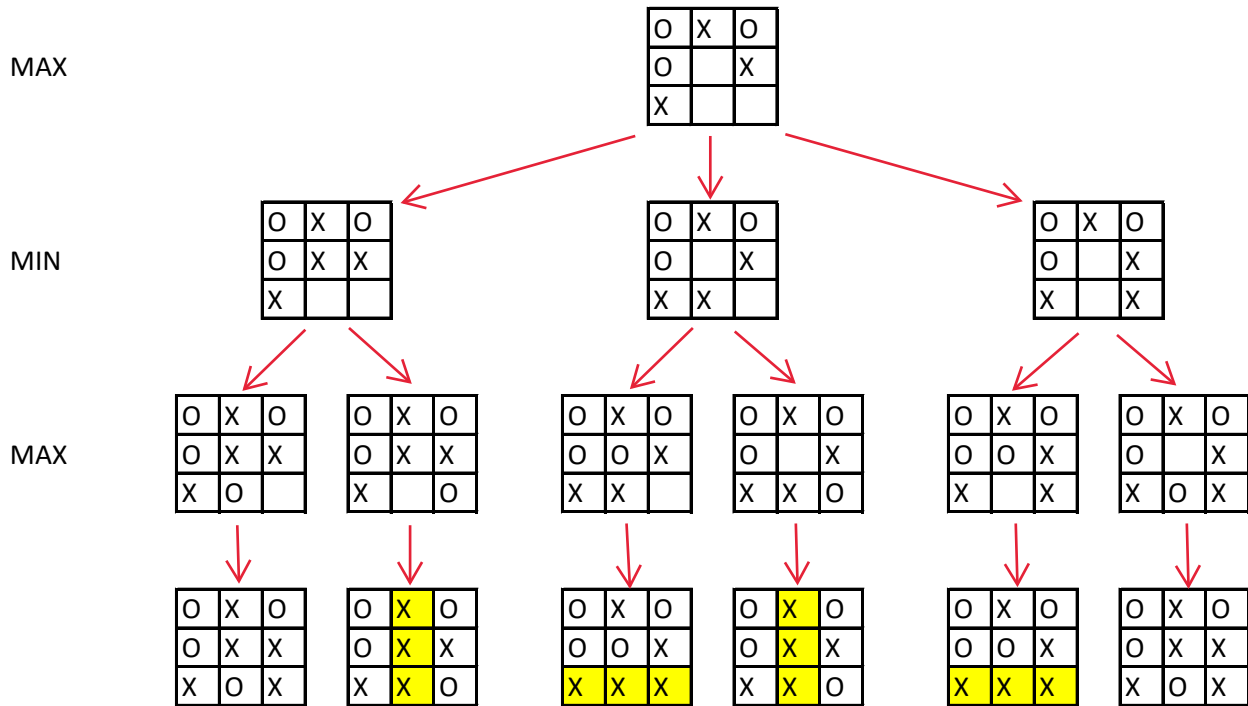 O X O
MAX O X
X
O X O O X O O X O
MIN O X X O X O X
X X X X X
O X O O X O O X O O X O O X O O X O
MAX O X X O X X O O X O X O O X O X
X O X O X X X X O X X X O X
O X O O X O O X O O X O O X O O X O
O X X O X X O O X O X X O O X O X X
X O X X X O X X X X X O X X X X O X